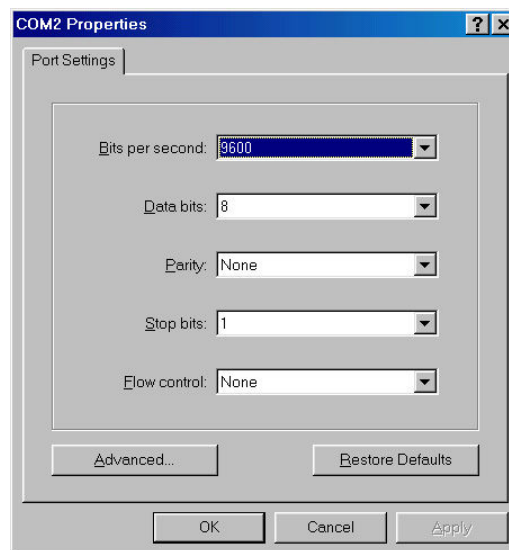 COM2 Properties
Port Settings
Bits per second: 9600
Data bits: 8
Parity: None
Stop bits: 1
Flow control: None
Advanced... Restore Defaults
OK Cancel Apply